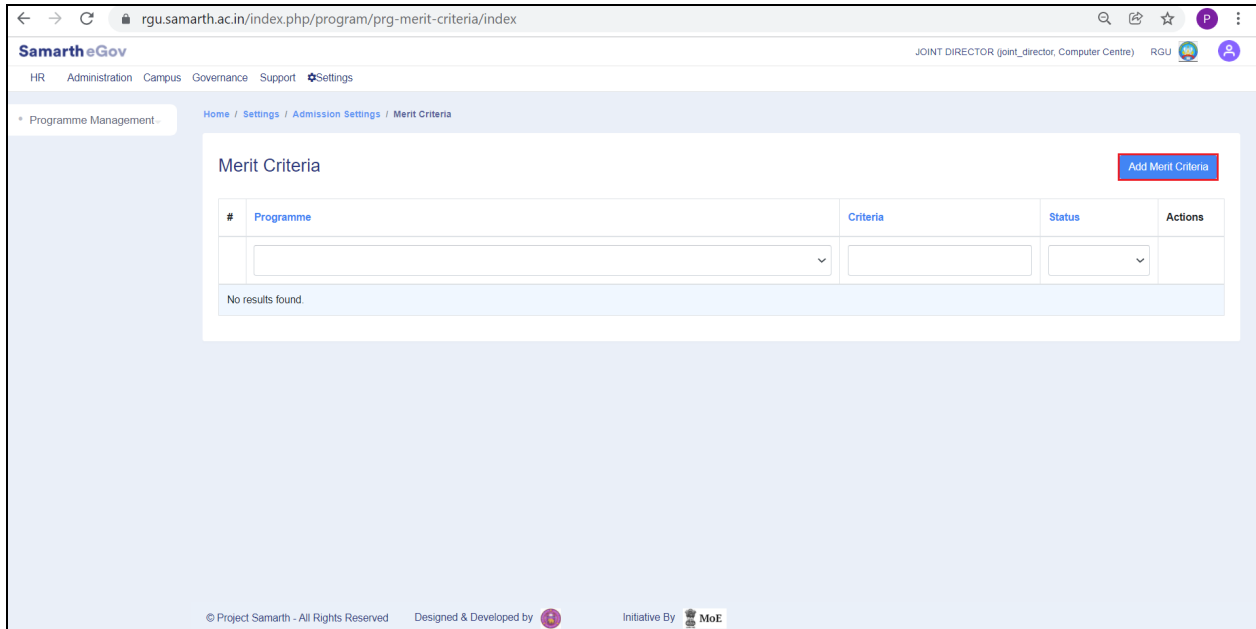 rgu.samarth.ac.in/index.php/program/prg-merit-criteria/index
P
Samarth eGov
JOINT DIRECTOR (joint_director, Computer Centre) RGU
HR Administration Campus Governance Support Settings
Programme Management
Home / Settings / Admission Settings / Merit Criteria
Merit Criteria
Add Merit Criteria
# Programme Criteria Status Actions
No results found.
© Project Samarth - All Rights Reserved Designed & Developed by Initiative By MoE